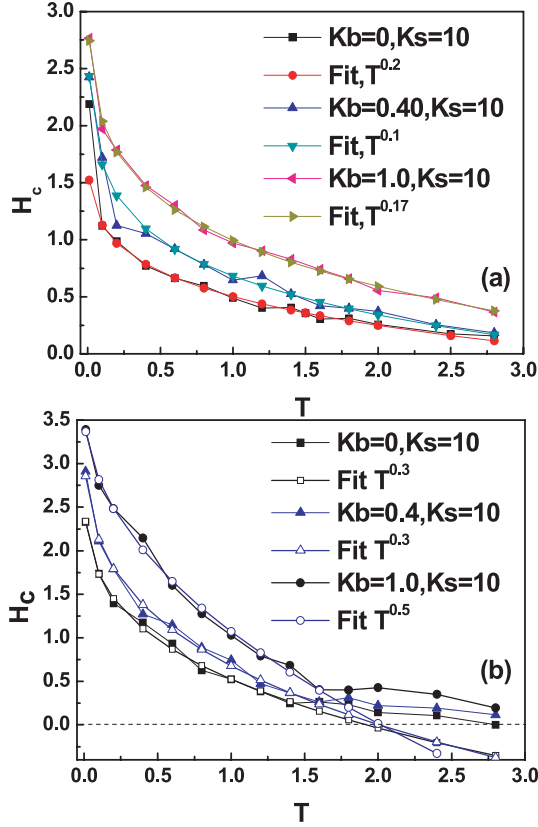 3.0
2.5
2.0
1.5
1.0
0.5
0.0
Hc
Kb=0,Ks=10
Fit,T^0.2
Kb=0.40,Ks=10
Fit,T^0.1
Kb=1.0,Ks=10
Fit,T^0.17
(a)
0.0 0.5 1.0 1.5 2.0 2.5 3.0
T
3.5
3.0
2.5
2.0
1.5
1.0
0.5
0.0
Hc
Kb=0,Ks=10
Fit T^0.3
Kb=0.4,Ks=10
Fit T^0.3
Kb=1.0,Ks=10
Fit T^0.5
(b)
0.0 0.5 1.0 1.5 2.0 2.5 3.0
T